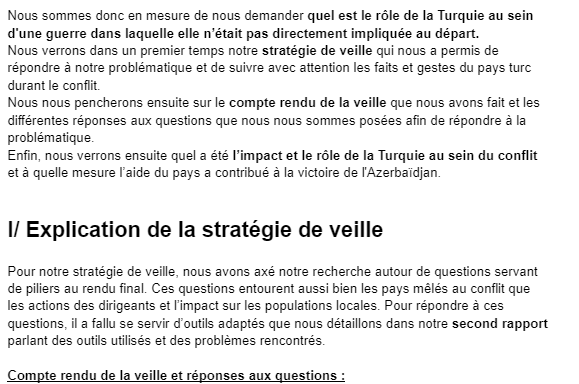 Nous sommes donc en mesure de nous demander quel est le rôle de la Turquie au sein
d'une guerre dans laquelle elle n’était pas directement impliquée au départ.
Nous verrons dans un premier temps notre stratégie de veille qui nous a permis de
répondre à notre problématique et de suivre avec attention les faits et gestes du pays turc
durant le conflit.
Nous nous pencherons ensuite sur le compte rendu de la veille que nous avons fait et les
différentes réponses aux questions que nous nous sommes posées afin de répondre à la
problématique.
Enfin, nous verrons ensuite quel a été l’impact et le rôle de la Turquie au sein du conflit
et à quelle mesure l’aide du pays a contribué à la victoire de l'Azerbaïdjan.
I/ Explication de la stratégie de veille
Pour notre stratégie de veille, nous avons axé notre recherche autour de questions servant
de piliers au rendu final. Ces questions entourent aussi bien les pays mêlés au conflit que
les actions des dirigeants et l’impact sur les populations locales. Pour répondre à ces
questions, il a fallu se servir d’outils adaptés que nous détaillons dans notre second rapport
parlant des outils utilisés et des problèmes rencontrés.
Compte rendu de la veille et réponses aux questions :